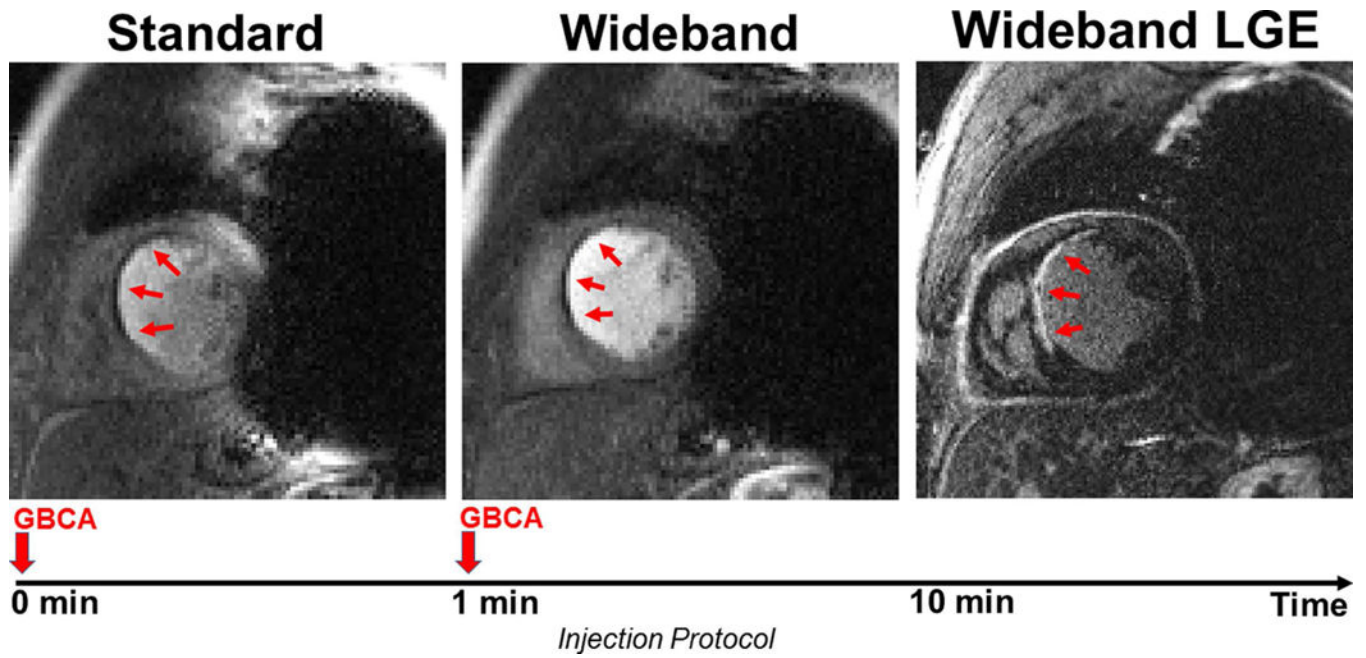 Standard
Wideband
Wideband LGE
GBCA
GBCA
0 min
1 min
10 min
Time
Injection Protocol